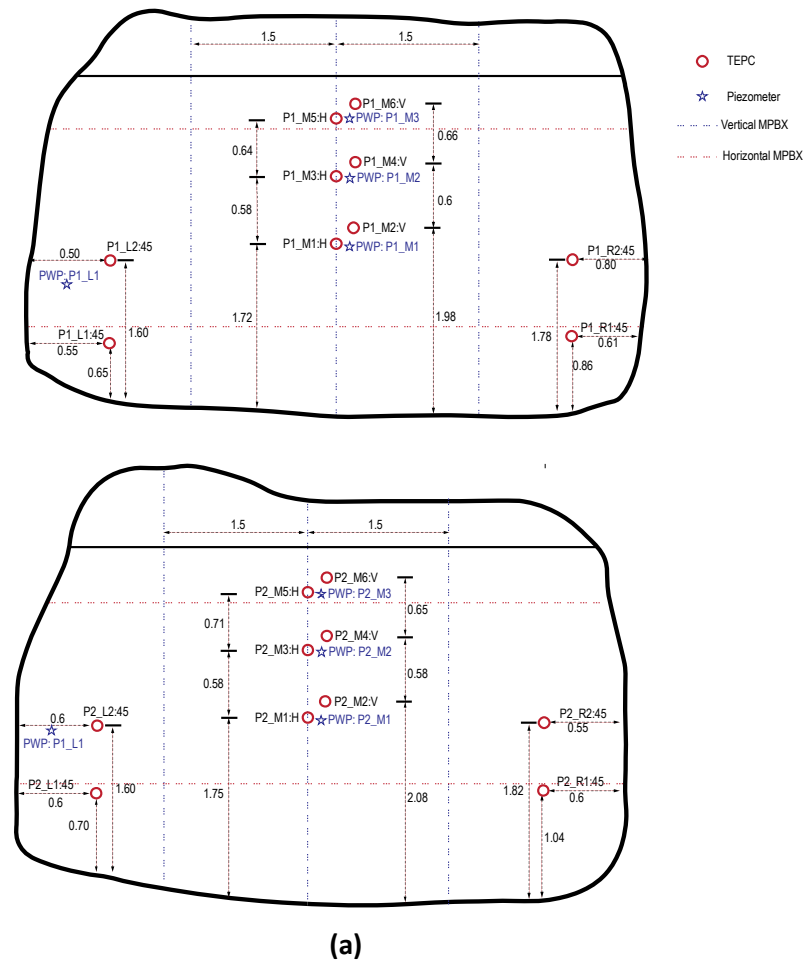 1.5 1.5
TEPC
Piezometer
Vertical MPBX
Horizontal MPBX
P1_M6:V
P1_M5:H PWP: P1_M3
0.64 0.66
P1_M4:V
P1_M3:H PWP: P1_M2
0.58 0.6
P1_M2:V
P1_M1:H PWP: P1_M1
0.50 P1_L2:45
PWP: P1_L1
P1_R2:45
0.80
1.72 1.60 1.98 1.78
P1_L1:45
0.55
0.65
P1_R1:45
0.61
0.86
1.5 1.5
P2_M6:V
P2_M5:H PWP: P2_M3
0.71 0.65
P2_M4:V
P2_M3:H PWP: P2_M2
0.58 0.58
P2_M2:V
P2_M1:H PWP: P2_M1
0.6 P2_L2:45
PWP: P1_L1
P2_R2:45
0.55
1.60 1.75 2.08 1.82
P2_L1:45
0.6
0.70
P2_R1:45
0.6
1.04
(a)